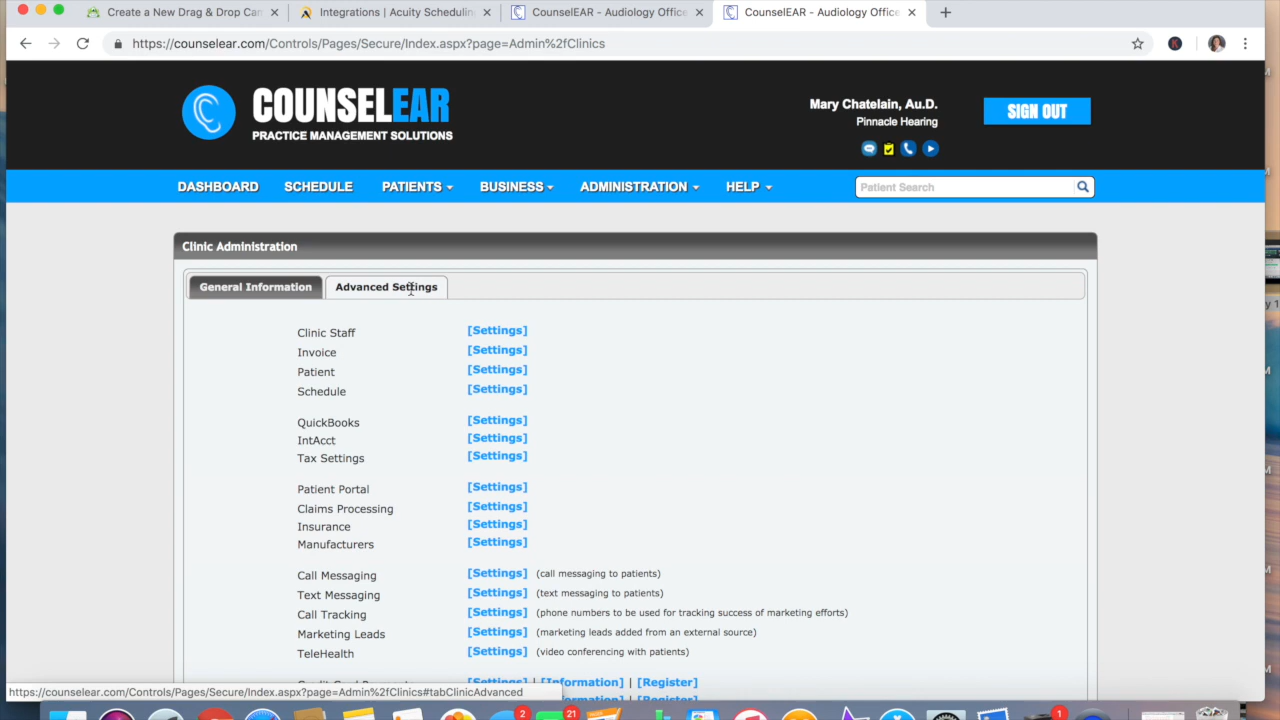 Create a New Drag & Drop Cam
Integrations | Acuity Schedulin
CounselEAR - Audiology Office
CounselEAR - Audiology Office
https://counselear.com/Controls/Pages/Secure/Index.aspx?page=Admin%2fClinics
COUNSELEAR
PRACTICE MANAGEMENT SOLUTIONS
Mary Chatelain, Au.D.
Pinnacle Hearing
SIGN OUT
DASHBOARD SCHEDULE PATIENTS BUSINESS ADMINISTRATION HELP Patient Search
Clinic Administration
General Information Advanced Settings
Clinic Staff [Settings]
Invoice [Settings]
Patient [Settings]
Schedule [Settings]
QuickBooks [Settings]
IntAcct [Settings]
Tax Settings [Settings]
Patient Portal [Settings]
Claims Processing [Settings]
Insurance [Settings]
Manufacturers [Settings]
Call Messaging [Settings] (call messaging to patients)
Text Messaging [Settings] (text messaging to patients)
Call Tracking [Settings] (phone numbers to be used for tracking success of marketing efforts)
Marketing Leads [Settings] (marketing leads added from an external source)
TeleHealth [Settings] (video conferencing with patients)
[Settings] | [Information] | [Register]
https://counselear.com/Controls/Pages/Secure/Index.aspx?page=Admin%2fClinics#tabClinicAdvanced
2
21
1